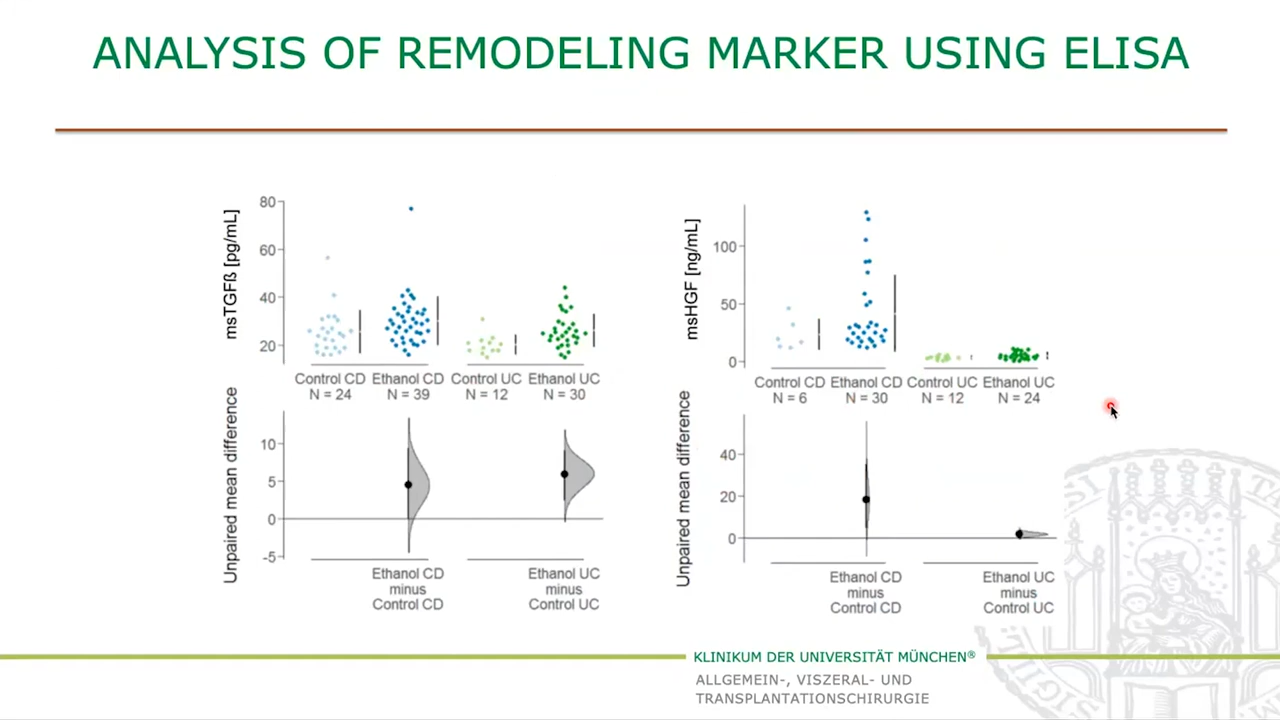 ANALYSIS OF REMODELING MARKER USING ELISA
msTGFß [pg/mL]
80
60
40
20
Control CD Ethanol CD Control UC Ethanol UC
N = 24 N = 39 N = 12 N = 30
Unpaired mean difference
10
5
0
-5
Ethanol CD Ethanol UC
minus minus
Control CD Control UC
msHGF [ng/mL]
100
50
0
Control CD Ethanol CD Control UC Ethanol UC
N = 6 N = 30 N = 12 N = 24
Unpaired mean difference
40
20
0
Ethanol CD Ethanol UC
minus minus
Control CD Control UC
KLINIKUM DER UNIVERSITÄT MÜNCHEN®
ALLGEMEIN-, VISZERAL- UND
TRANSPLANTATIONSCHIRURGIE